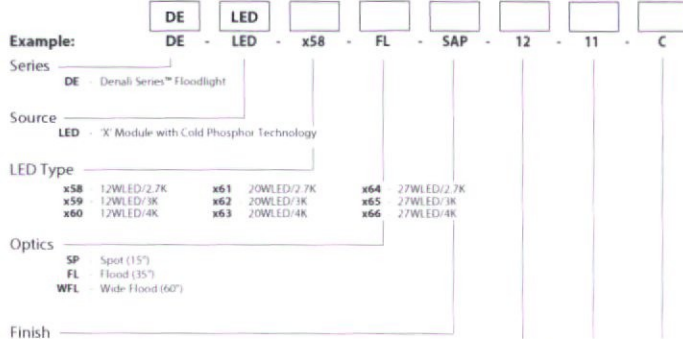 DE LED
Example: DE - LED - x58 - FL - SAP - 12 - 11 - C
Series
DE - Denali Series™ Floodlight
Source
LED - 'X' Module with Cold Phosphor Technology
LED Type
x58 - 12WLED/2.7K x61 - 20WLED/2.7K x64 - 27WLED/2.7K
x59 - 12WLED/3K x62 - 20WLED/3K x65 - 27WLED/3K
x60 - 12WLED/4K x63 - 20WLED/4K x66 - 27WLED/4K
Optics
SP - Spot (15°)
FL - Flood (35°)
WFL - Wide Flood (60°)
Finish